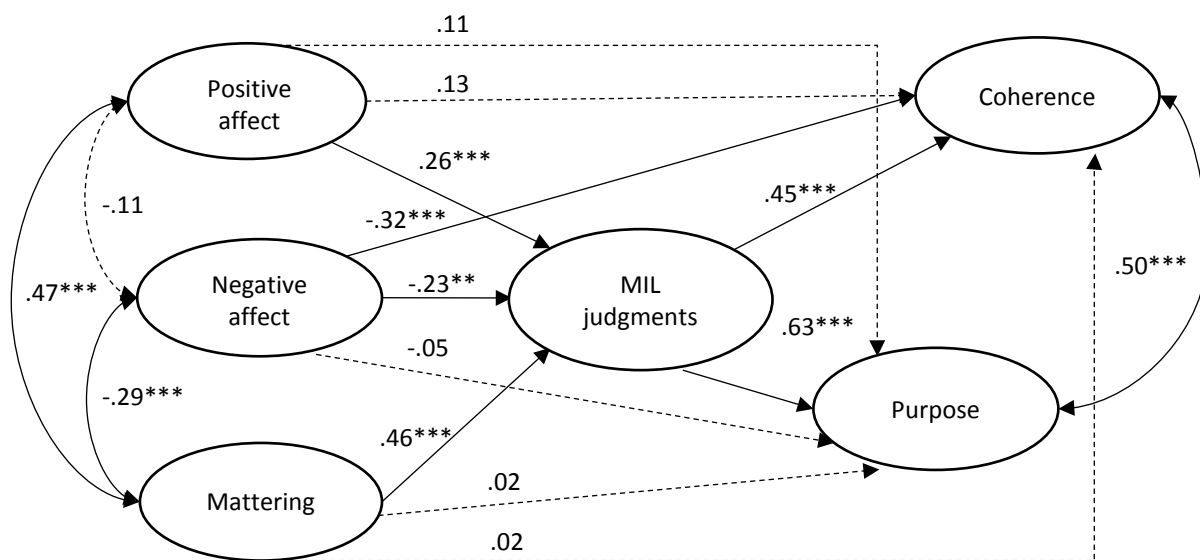 .11
Positive
affect
.13
Coherence
.26***
.45***
-.11
-.32***
Negative
affect
-.23**
MIL
judgments
.50***
.47***
.63***
-.05
-.29***
Purpose
.46***
Mattering
.02
.02